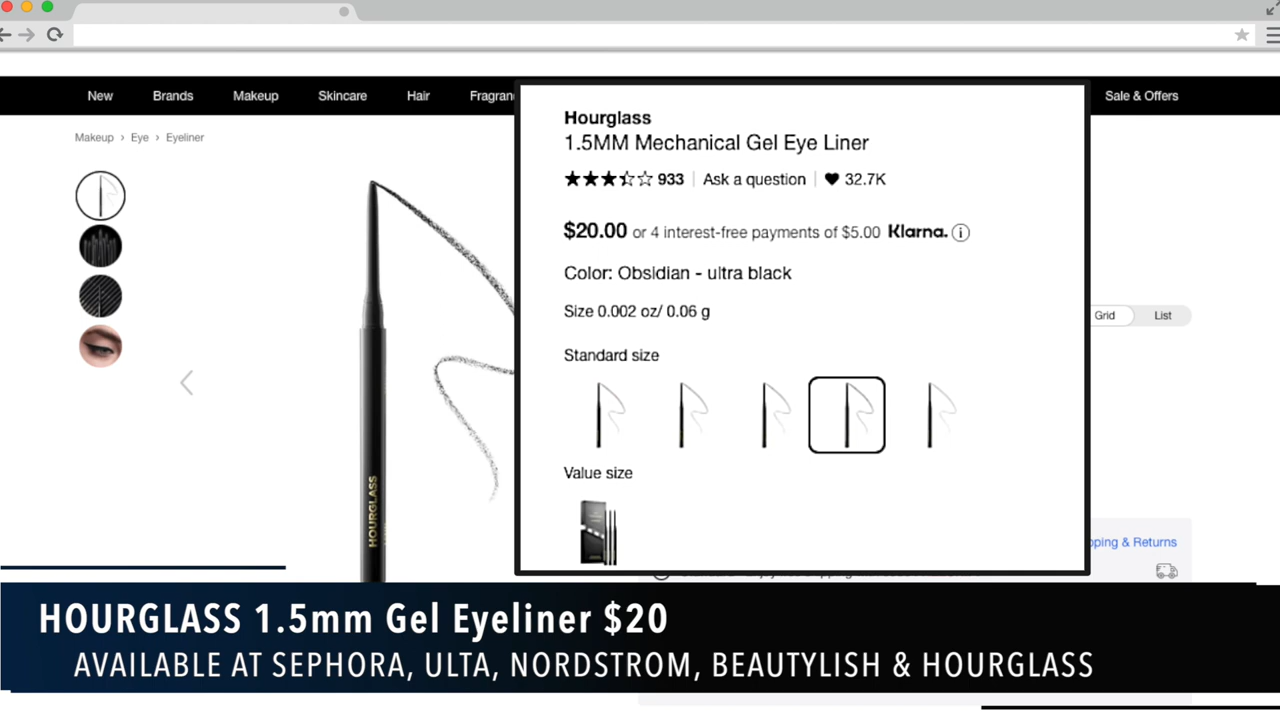 New Brands Makeup Skincare Hair Fragran Sale & Offers
Makeup › Eye › Eyeliner
Hourglass
1.5MM Mechanical Gel Eye Liner
933 | Ask a question | 32.7K
$20.00 or 4 interest-free payments of $5.00 Klarna.
Color: Obsidian - ultra black
Size 0.002 oz/ 0.06 g
Grid List
Standard size
Value size
HOURGLASS
pping & Returns
HOURGLASS 1.5mm Gel Eyeliner $20
AVAILABLE AT SEPHORA, ULTA, NORDSTROM, BEAUTYLISH & HOURGLASS